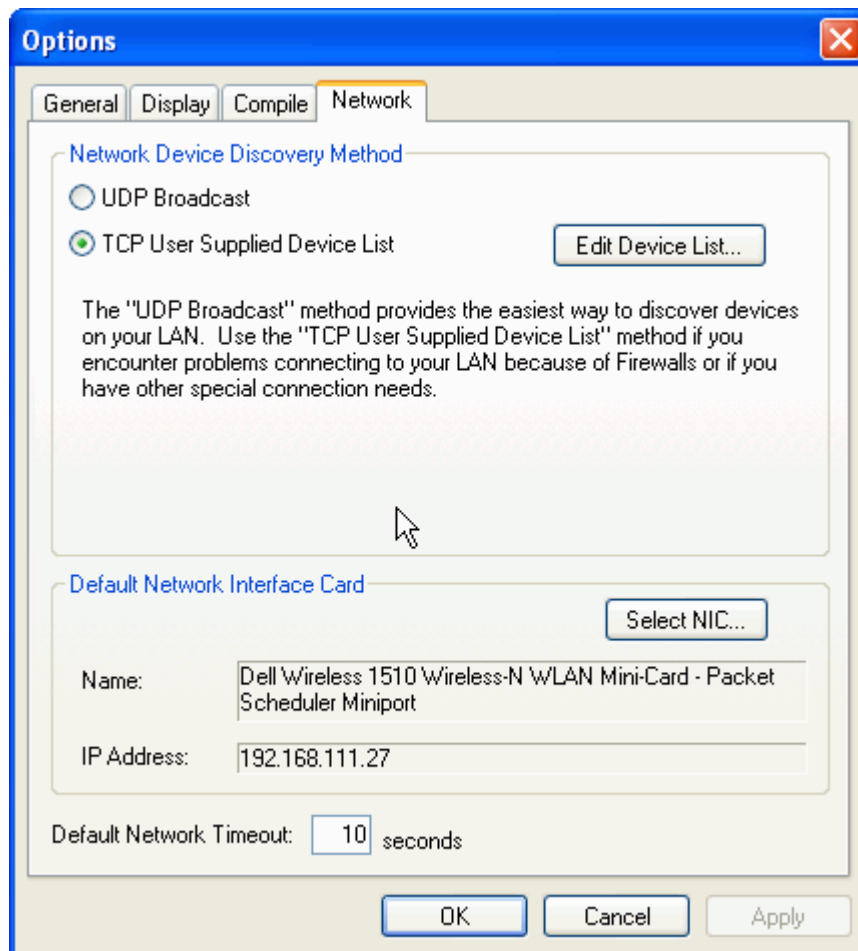 Options
General Display Compile Network
Network Device Discovery Method
UDP Broadcast
TCP User Supplied Device List Edit Device List...
The "UDP Broadcast" method provides the easiest way to discover devices
on your LAN. Use the "TCP User Supplied Device List" method if you
encounter problems connecting to your LAN because of Firewalls or if you
have other special connection needs.
Default Network Interface Card
Select NIC...
Name: Dell Wireless 1510 Wireless-N WLAN Mini-Card - Packet
Scheduler Miniport
IP Address: 192.168.111.27
Default Network Timeout: 10 seconds
OK Cancel Apply